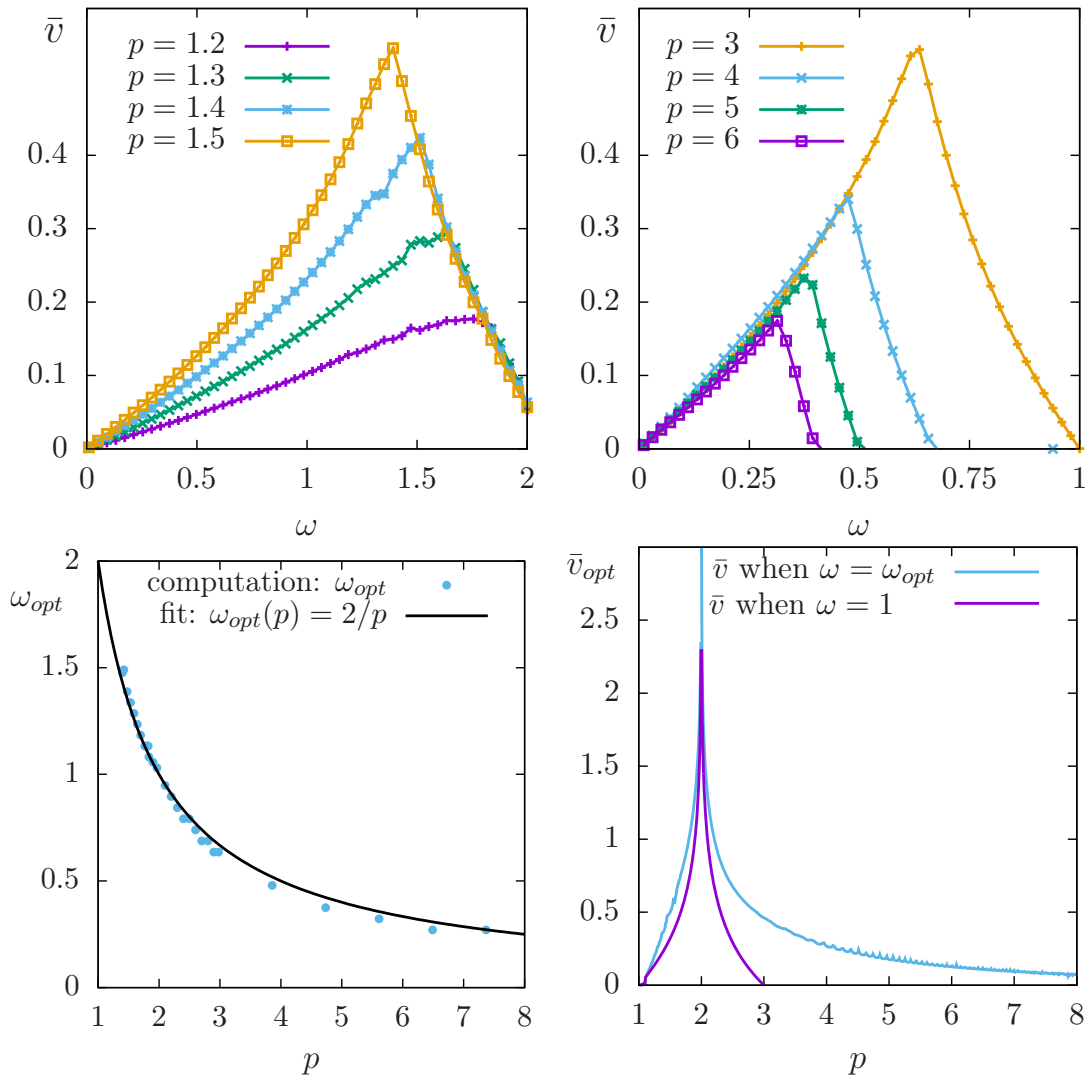 v̄
p = 1.2
p = 1.3
p = 1.4
p = 1.5
0.4
0.3
0.2
0.1
0
0 0.5 1 1.5 2
ω
v̄
p = 3
p = 4
p = 5
p = 6
0.4
0.3
0.2
0.1
0
0 0.25 0.5 0.75 1
ω
ω_opt
computation: ω_opt
fit: ω_opt(p) = 2/p
2
1.5
1
0.5
0
1 2 3 4 5 6 7 8
p
v̄_opt
v̄ when ω = ω_opt
v̄ when ω = 1
2.5
2
1.5
1
0.5
0
1 2 3 4 5 6 7 8
p